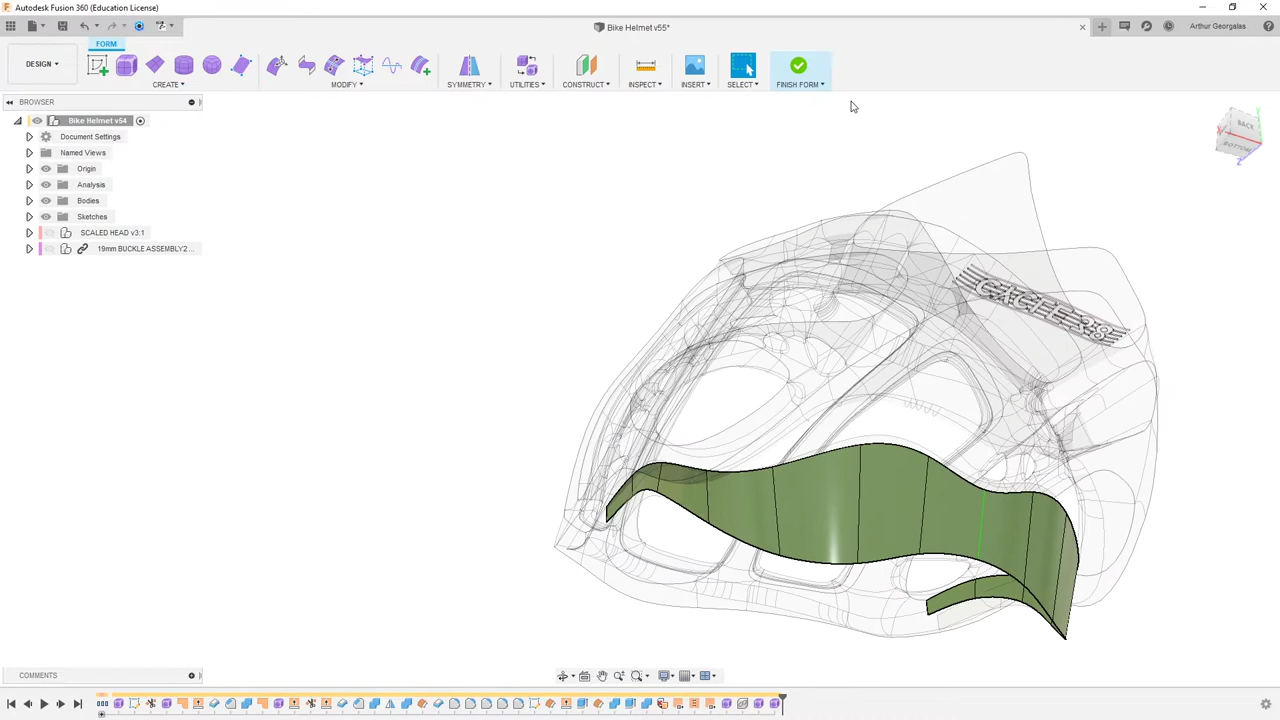 Autodesk Fusion 360 (Education License)
Bike Helmet v55*
Arthur Georgalas
FORM
DESIGN
CREATE
MODIFY
SYMMETRY
UTILITIES
CONSTRUCT
INSPECT
INSERT
SELECT
FINISH FORM
BROWSER
Bike Helmet v54
Document Settings
Named Views
Origin
Analysis
Bodies
Sketches
SCALED HEAD v3:1
19mm BUCKLE ASSEMBLY2...
BACK
BOTTOM
COMMENTS